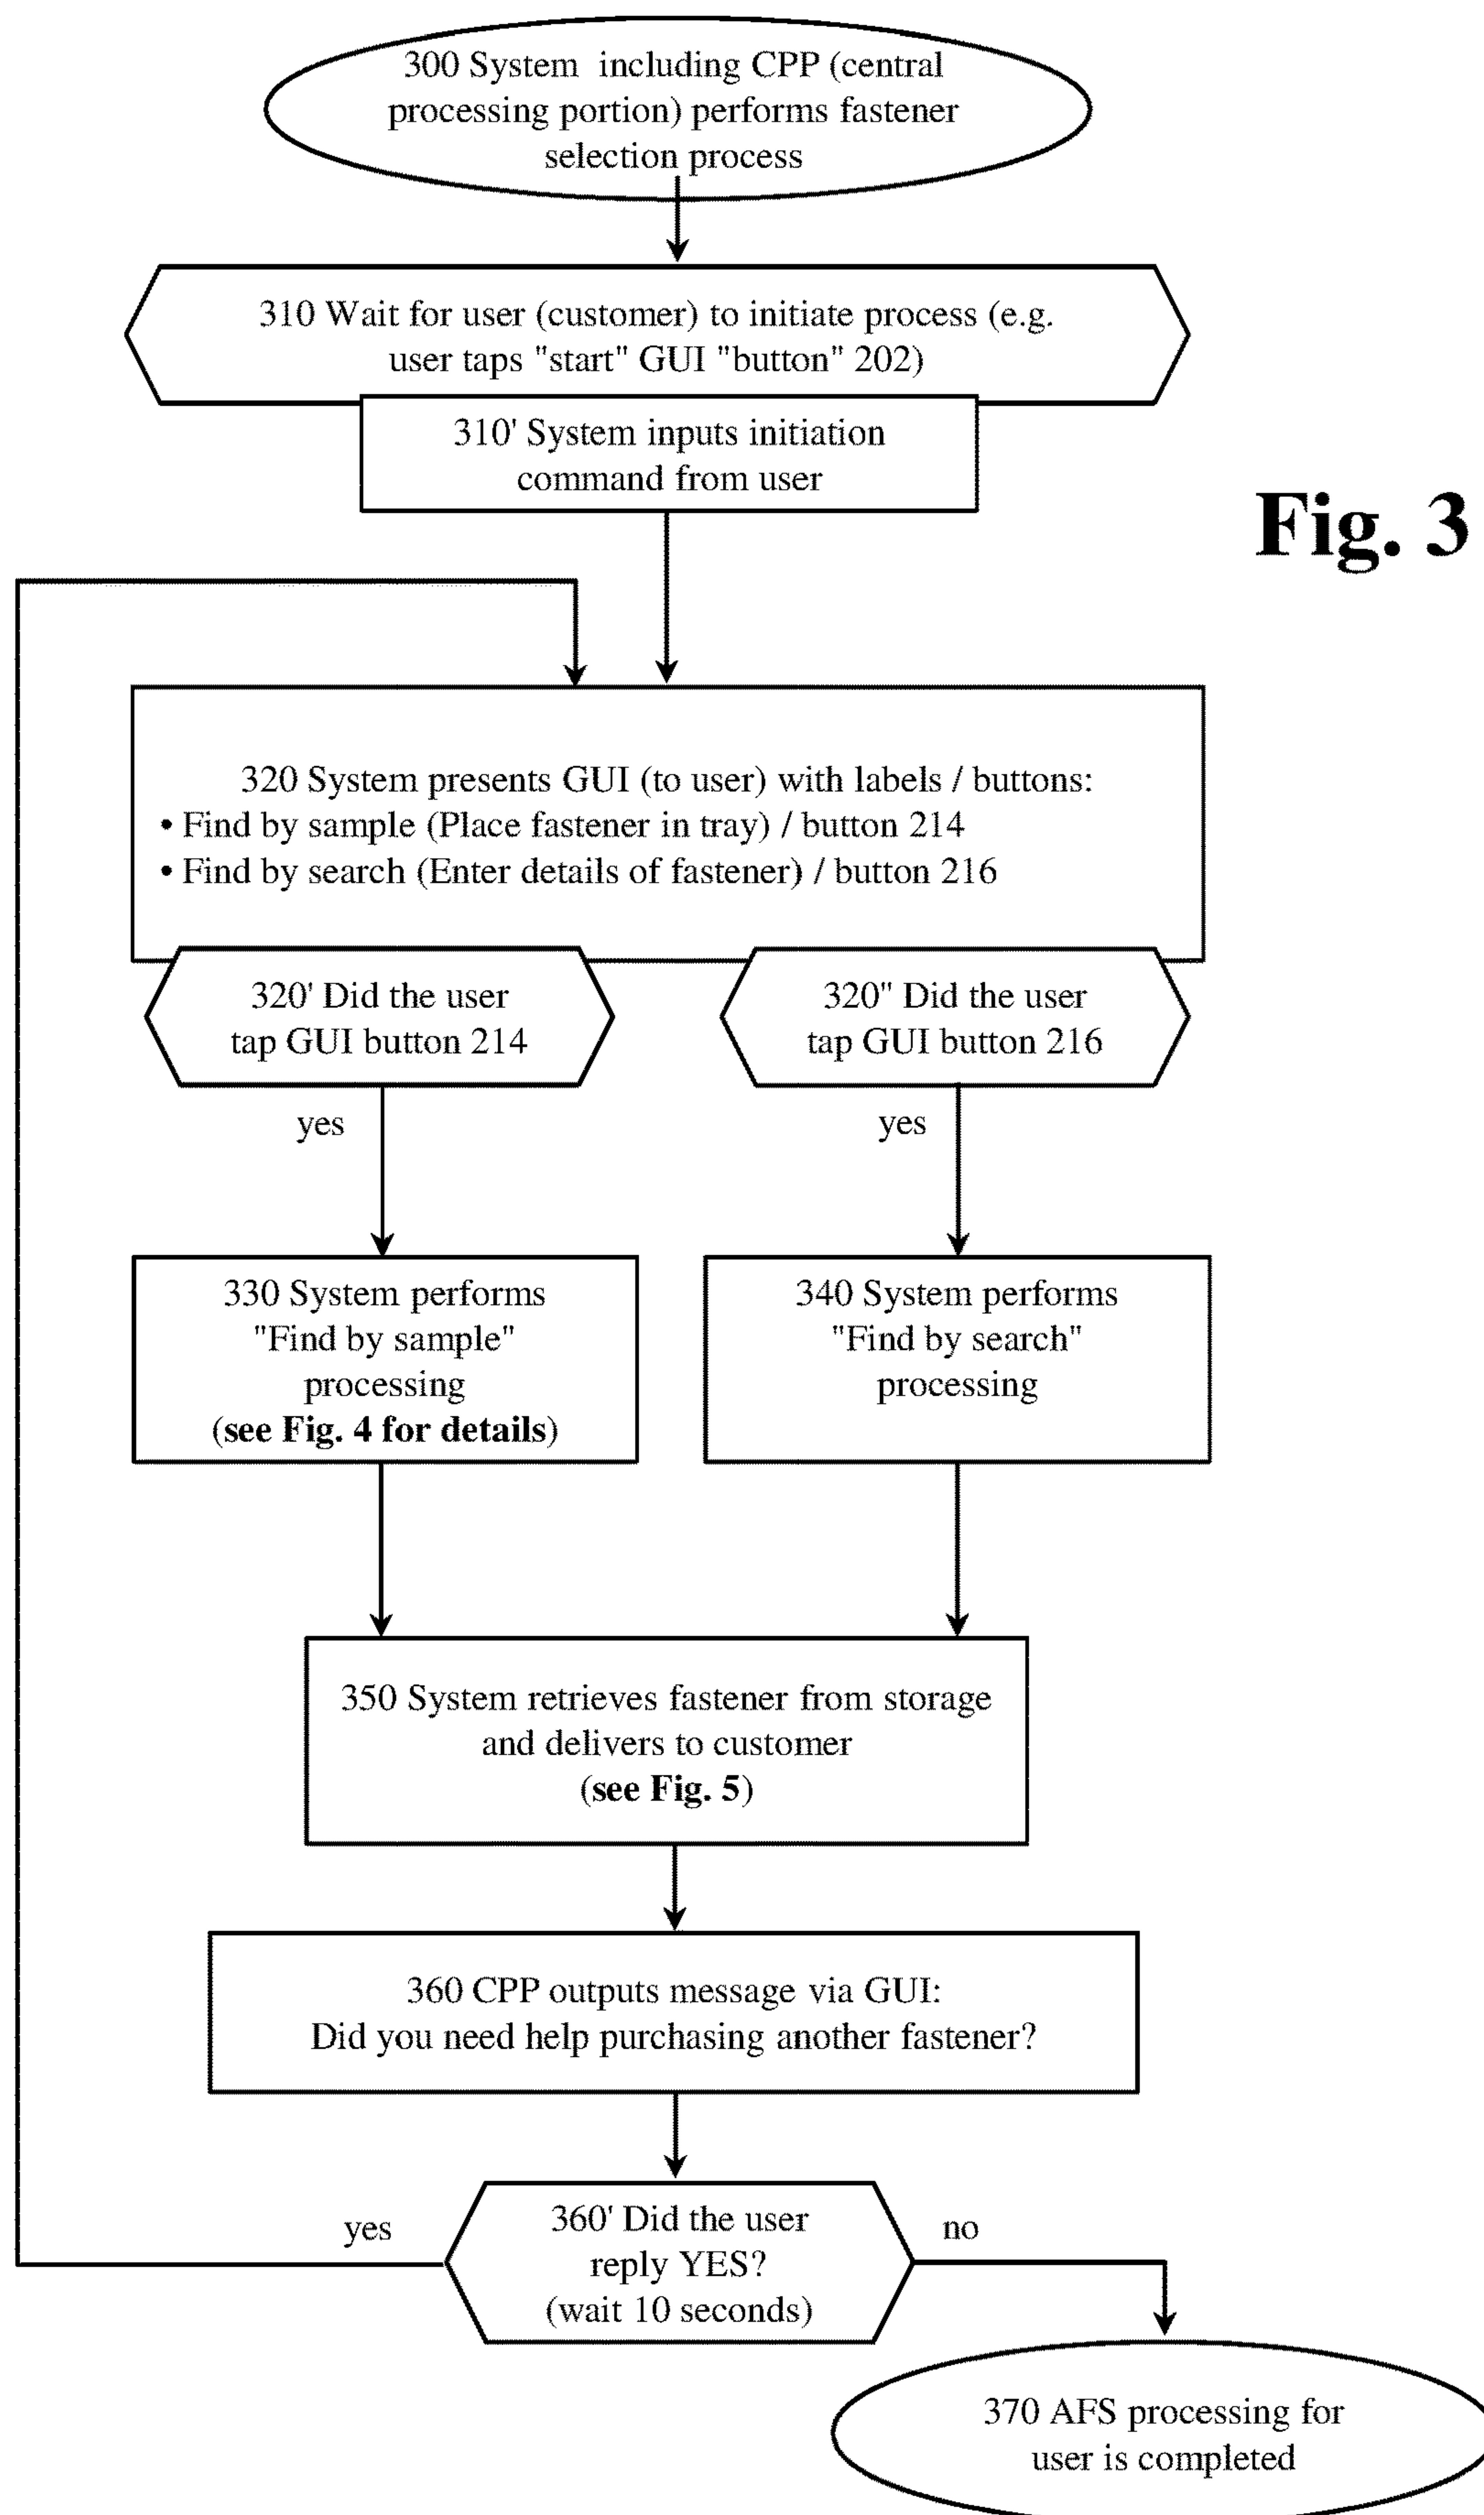 300 System including CPP (central
processing portion) performs fastener
selection process
310 Wait for user (customer) to initiate process (e.g.
user taps "start" GUI "button" 202)
310' System inputs initiation
command from user
Fig. 3
320 System presents GUI (to user) with labels / buttons:
• Find by sample (Place fastener in tray) / button 214
• Find by search (Enter details of fastener) / button 216
320' Did the user
tap GUI button 214
320" Did the user
tap GUI button 216
yes
yes
330 System performs
"Find by sample"
processing
(see Fig. 4 for details)
340 System performs
"Find by search"
processing
350 System retrieves fastener from storage
and delivers to customer
(see Fig. 5)
360 CPP outputs message via GUI:
Did you need help purchasing another fastener?
yes
360' Did the user
reply YES?
(wait 10 seconds)
no
370 AFS processing for
user is completed